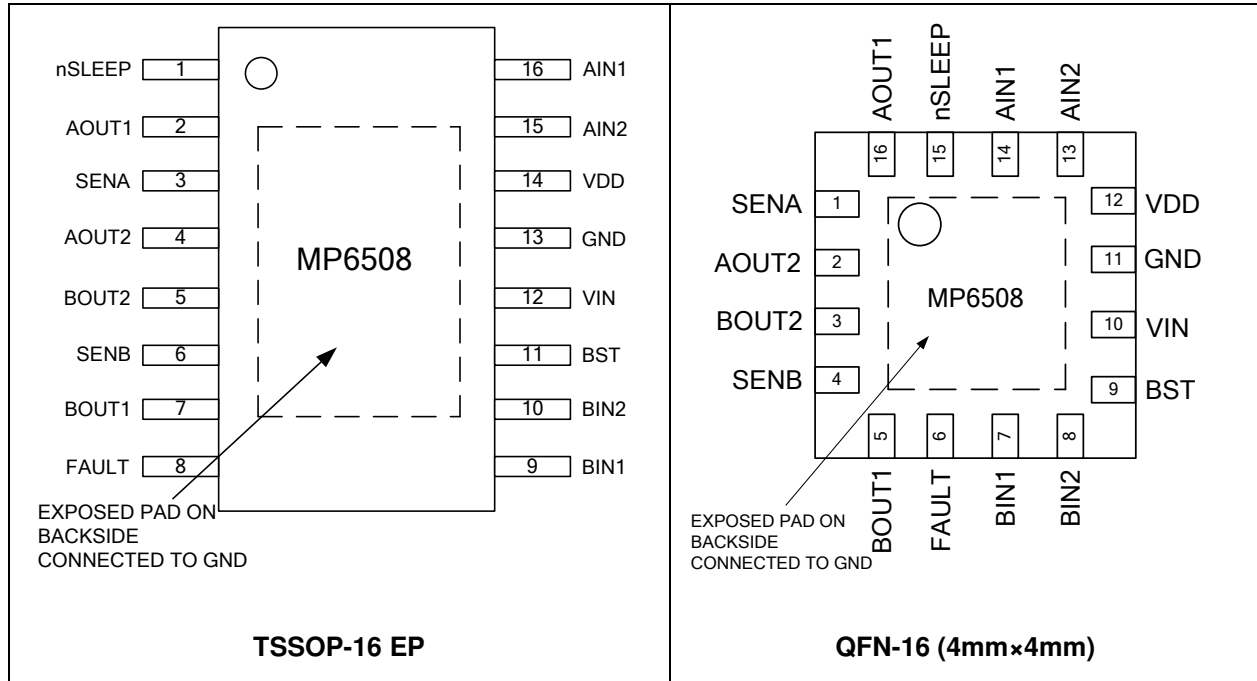 nSLEEP 1 16 AIN1
AOUT1 2 15 AIN2
SENA 3 14 VDD
AOUT2 4 13 GND
MP6508
BOUT2 5 12 VIN
SENB 6 11 BST
BOUT1 7 10 BIN2
FAULT 8 9 BIN1
EXPOSED PAD ON
BACKSIDE
CONNECTED TO GND
TSSOP-16 EP
AOUT1 nSLEEP AIN1 AIN2
16 15 14 13
SENA 1 12 VDD
AOUT2 2 11 GND
MP6508
BOUT2 3 10 VIN
SENB 4 9 BST
5 6 7 8
BOUT1 FAULT BIN1 BIN2
EXPOSED PAD ON
BACKSIDE
CONNECTED TO GND
QFN-16 (4mm×4mm)